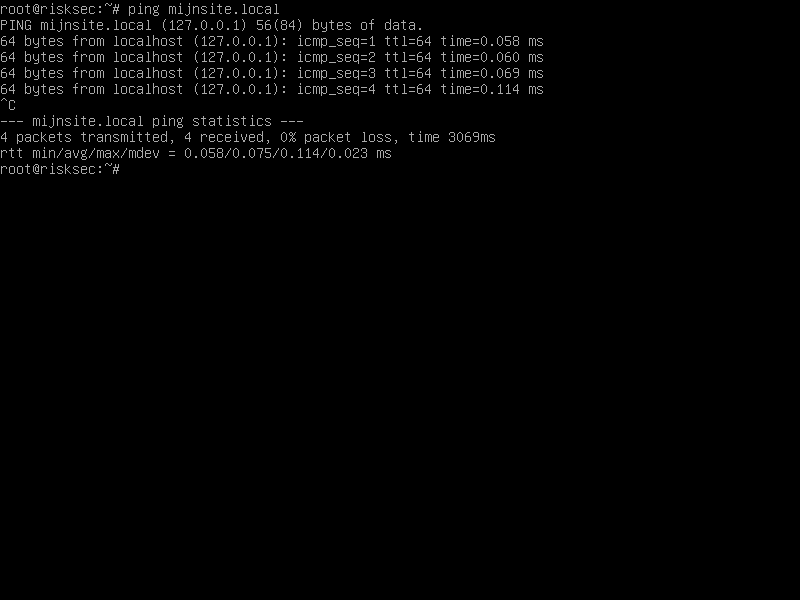 root@risksec:~# ping mijnsite.local
PING mijnsite.local (127.0.0.1) 56(84) bytes of data.
64 bytes from localhost (127.0.0.1): icmp_seq=1 ttl=64 time=0.058 ms
64 bytes from localhost (127.0.0.1): icmp_seq=2 ttl=64 time=0.060 ms
64 bytes from localhost (127.0.0.1): icmp_seq=3 ttl=64 time=0.069 ms
64 bytes from localhost (127.0.0.1): icmp_seq=4 ttl=64 time=0.114 ms
^C
--- mijnsite.local ping statistics ---
4 packets transmitted, 4 received, 0% packet loss, time 3069ms
rtt min/avg/max/mdev = 0.058/0.075/0.114/0.023 ms
root@risksec:~#